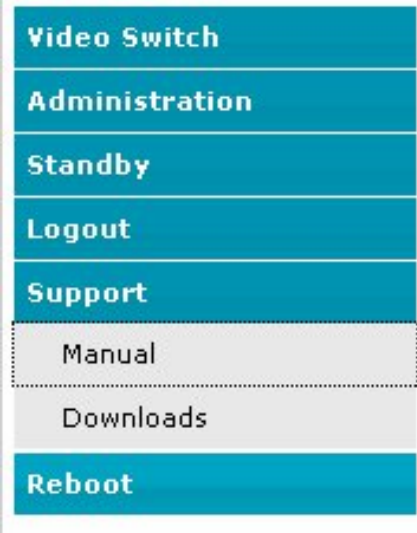 Video Switch
Administration
Standby
Logout
Support
Manual
Downloads
Reboot